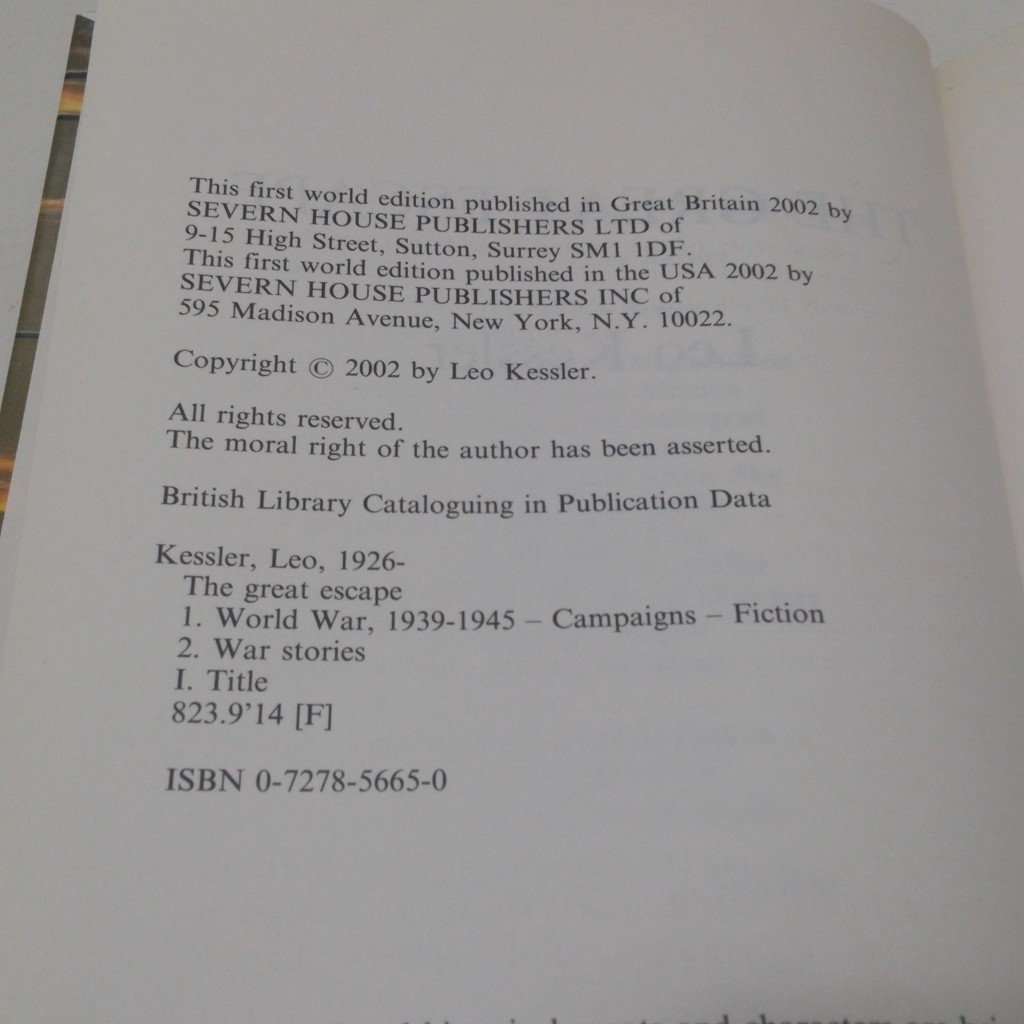 This first world edition published in Great Britain 2002 by
SEVERN HOUSE PUBLISHERS LTD of
9-15 High Street, Sutton, Surrey SM1 1DF.
This first world edition published in the USA 2002 by
SEVERN HOUSE PUBLISHERS INC of
595 Madison Avenue, New York, N.Y. 10022.
Copyright © 2002 by Leo Kessler.
All rights reserved.
The moral right of the author has been asserted.
British Library Cataloguing in Publication Data
Kessler, Leo, 1926-
The great escape
1. World War, 1939-1945 – Campaigns – Fiction
2. War stories
I. Title
823.9'14 [F]
ISBN 0-7278-5665-0